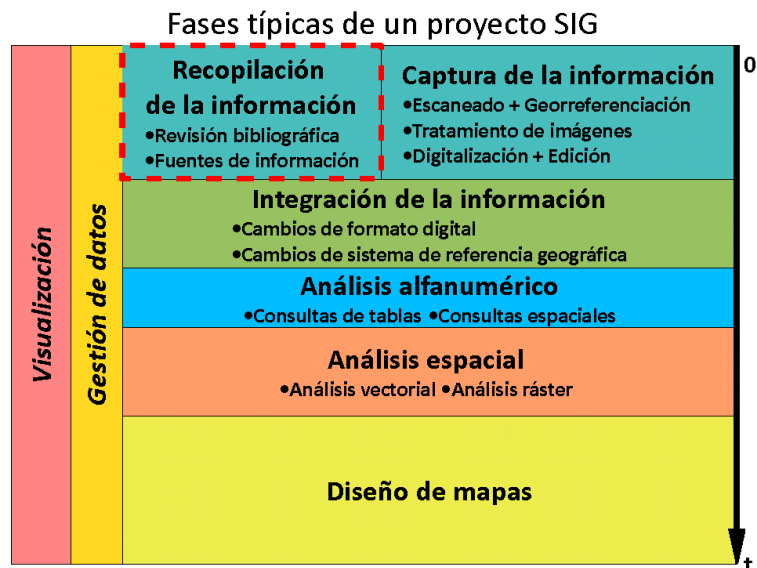 Fases típicas de un proyecto SIG
Visualización
Gestión de datos
Recopilación
de la información
•Revisión bibliográfica
•Fuentes de información
Captura de la información
•Escaneado + Georreferenciación
•Tratamiento de imágenes
•Digitalización + Edición
0
Integración de la información
•Cambios de formato digital
•Cambios de sistema de referencia geográfica
Análisis alfanumérico
•Consultas de tablas •Consultas espaciales
Análisis espacial
•Análisis vectorial •Análisis ráster
Diseño de mapas
t